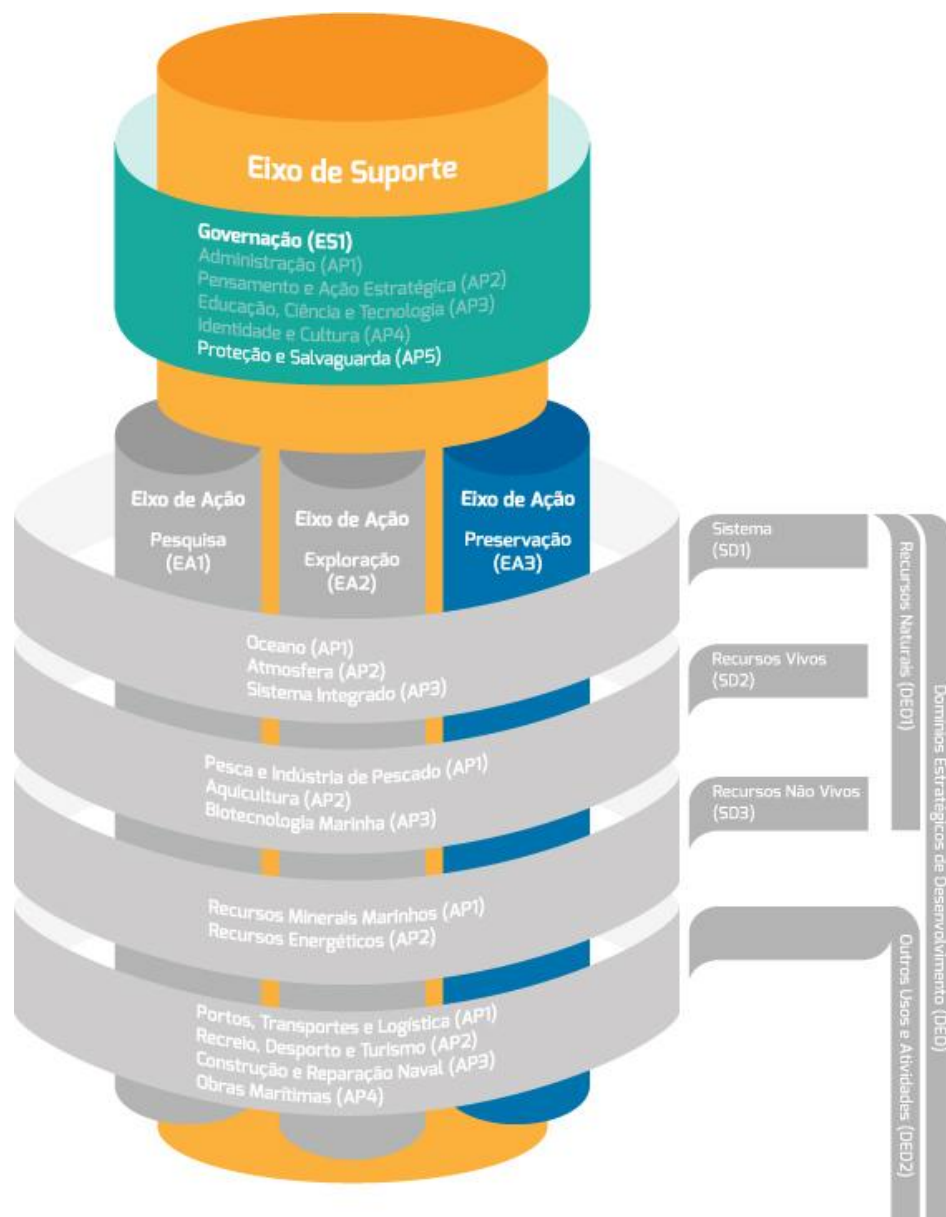 Eixo de Suporte
Governação (ES1)
Administração (AP1)
Pensamento e Ação Estratégica (AP2)
Educação, Ciência e Tecnologia (AP3)
Identidade e Cultura (AP4)
Proteção e Salvaguarda (AP5)
Eixo de Ação
Pesquisa
(EA1)
Eixo de Ação
Exploração
(EA2)
Eixo de Ação
Preservação
(EA3)
Oceano (AP1)
Atmosfera (AP2)
Sistema Integrado (AP3)
Sistema
(SD1)
Pesca e Indústria de Pescado (AP1)
Aquicultura (AP2)
Biotecnologia Marinha (AP3)
Recursos Vivos
(SD2)
Recursos Minerais Marinhos (AP1)
Recursos Energéticos (AP2)
Recursos Não Vivos
(SD3)
Portos, Transportes e Logística (AP1)
Recreio, Desporto e Turismo (AP2)
Construção e Reparação Naval (AP3)
Obras Marítimas (AP4)
Recursos Naturais (DED1)
Outros Usos e Atividades (DED2)
Domínios Estratégicos de Desenvolvimento (DED)